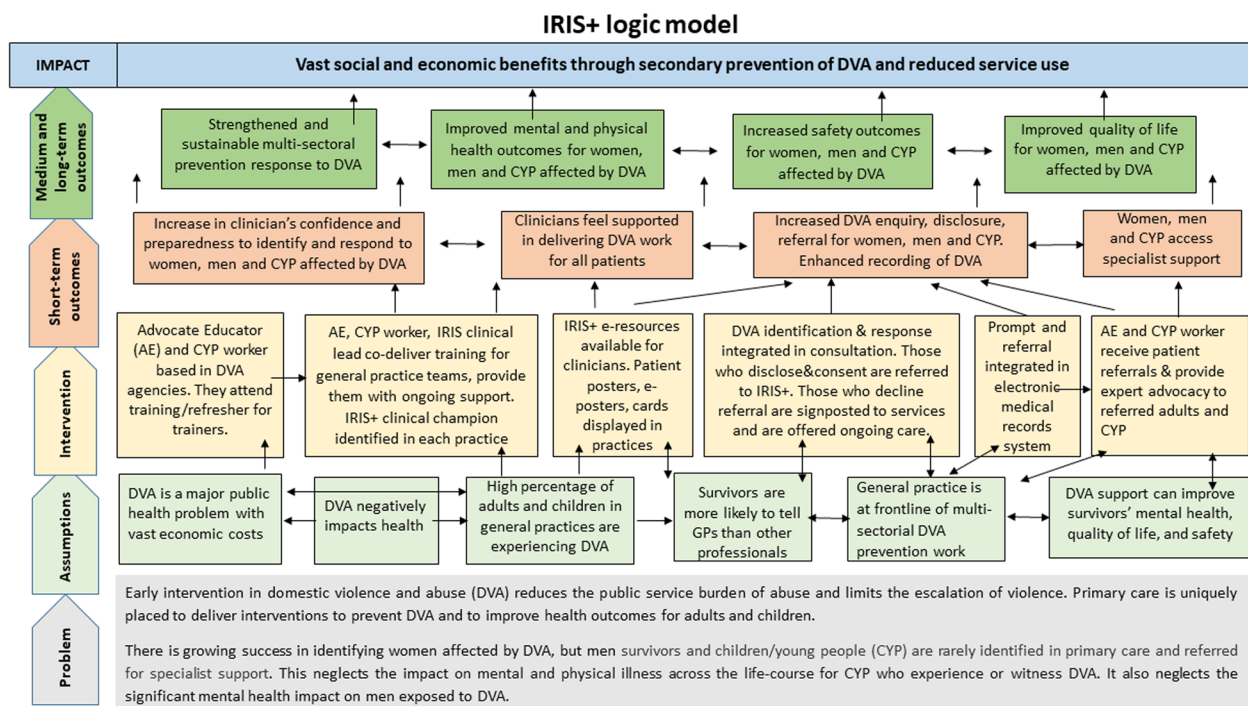 IRIS+ logic model
IMPACT
Vast social and economic benefits through secondary prevention of DVA and reduced service use
Medium and
long-term
outcomes
Strengthened and
sustainable multi-sectoral
prevention response to DVA
Improved mental and physical
health outcomes for women,
men and CYP affected by DVA
Increased safety outcomes
for women, men and CYP
affected by DVA
Improved quality of life
for women, men and CYP
affected by DVA
Short-term
outcomes
Increase in clinician's confidence and
preparedness to identify and respond to
women, men and CYP affected by DVA
Clinicians feel supported
in delivering DVA work
for all patients
Increased DVA enquiry, disclosure,
referral for women, men and CYP.
Enhanced recording of DVA
Women, men
and CYP access
specialist support
Intervention
Advocate Educator
(AE) and CYP worker
based in DVA
agencies. They attend
training/refresher for
trainers.
AE, CYP worker, IRIS clinical
lead co-deliver training for
general practice teams, provide
them with ongoing support.
IRIS+ clinical champion
identified in each practice
IRIS+ e-resources
available for
clinicians. Patient
posters, e-
posters, cards
displayed in
practices
DVA identification & response
integrated in consultation. Those
who disclose&consent are referred
to IRIS+. Those who decline
referral are signposted to services
and are offered ongoing care.
Prompt and
referral
integrated in
electronic
medical
records
system
AE and CYP worker
receive patient
referrals & provide
expert advocacy to
referred adults and
CYP
Assumptions
DVA is a major public
health problem with
vast economic costs
DVA negatively
impacts health
High percentage of
adults and children in
general practices are
experiencing DVA
Survivors are
more likely to tell
GPs than other
professionals
General practice is
at frontline of multi-
sectorial DVA
prevention work
DVA support can improve
survivors' mental health,
quality of life, and safety
Problem
Early intervention in domestic violence and abuse (DVA) reduces the public service burden of abuse and limits the escalation of violence. Primary care is uniquely
placed to deliver interventions to prevent DVA and to improve health outcomes for adults and children.
There is growing success in identifying women affected by DVA, but men survivors and children/young people (CYP) are rarely identified in primary care and referred
for specialist support. This neglects the impact on mental and physical illness across the life-course for CYP who experience or witness DVA. It also neglects the
significant mental health impact on men exposed to DVA.